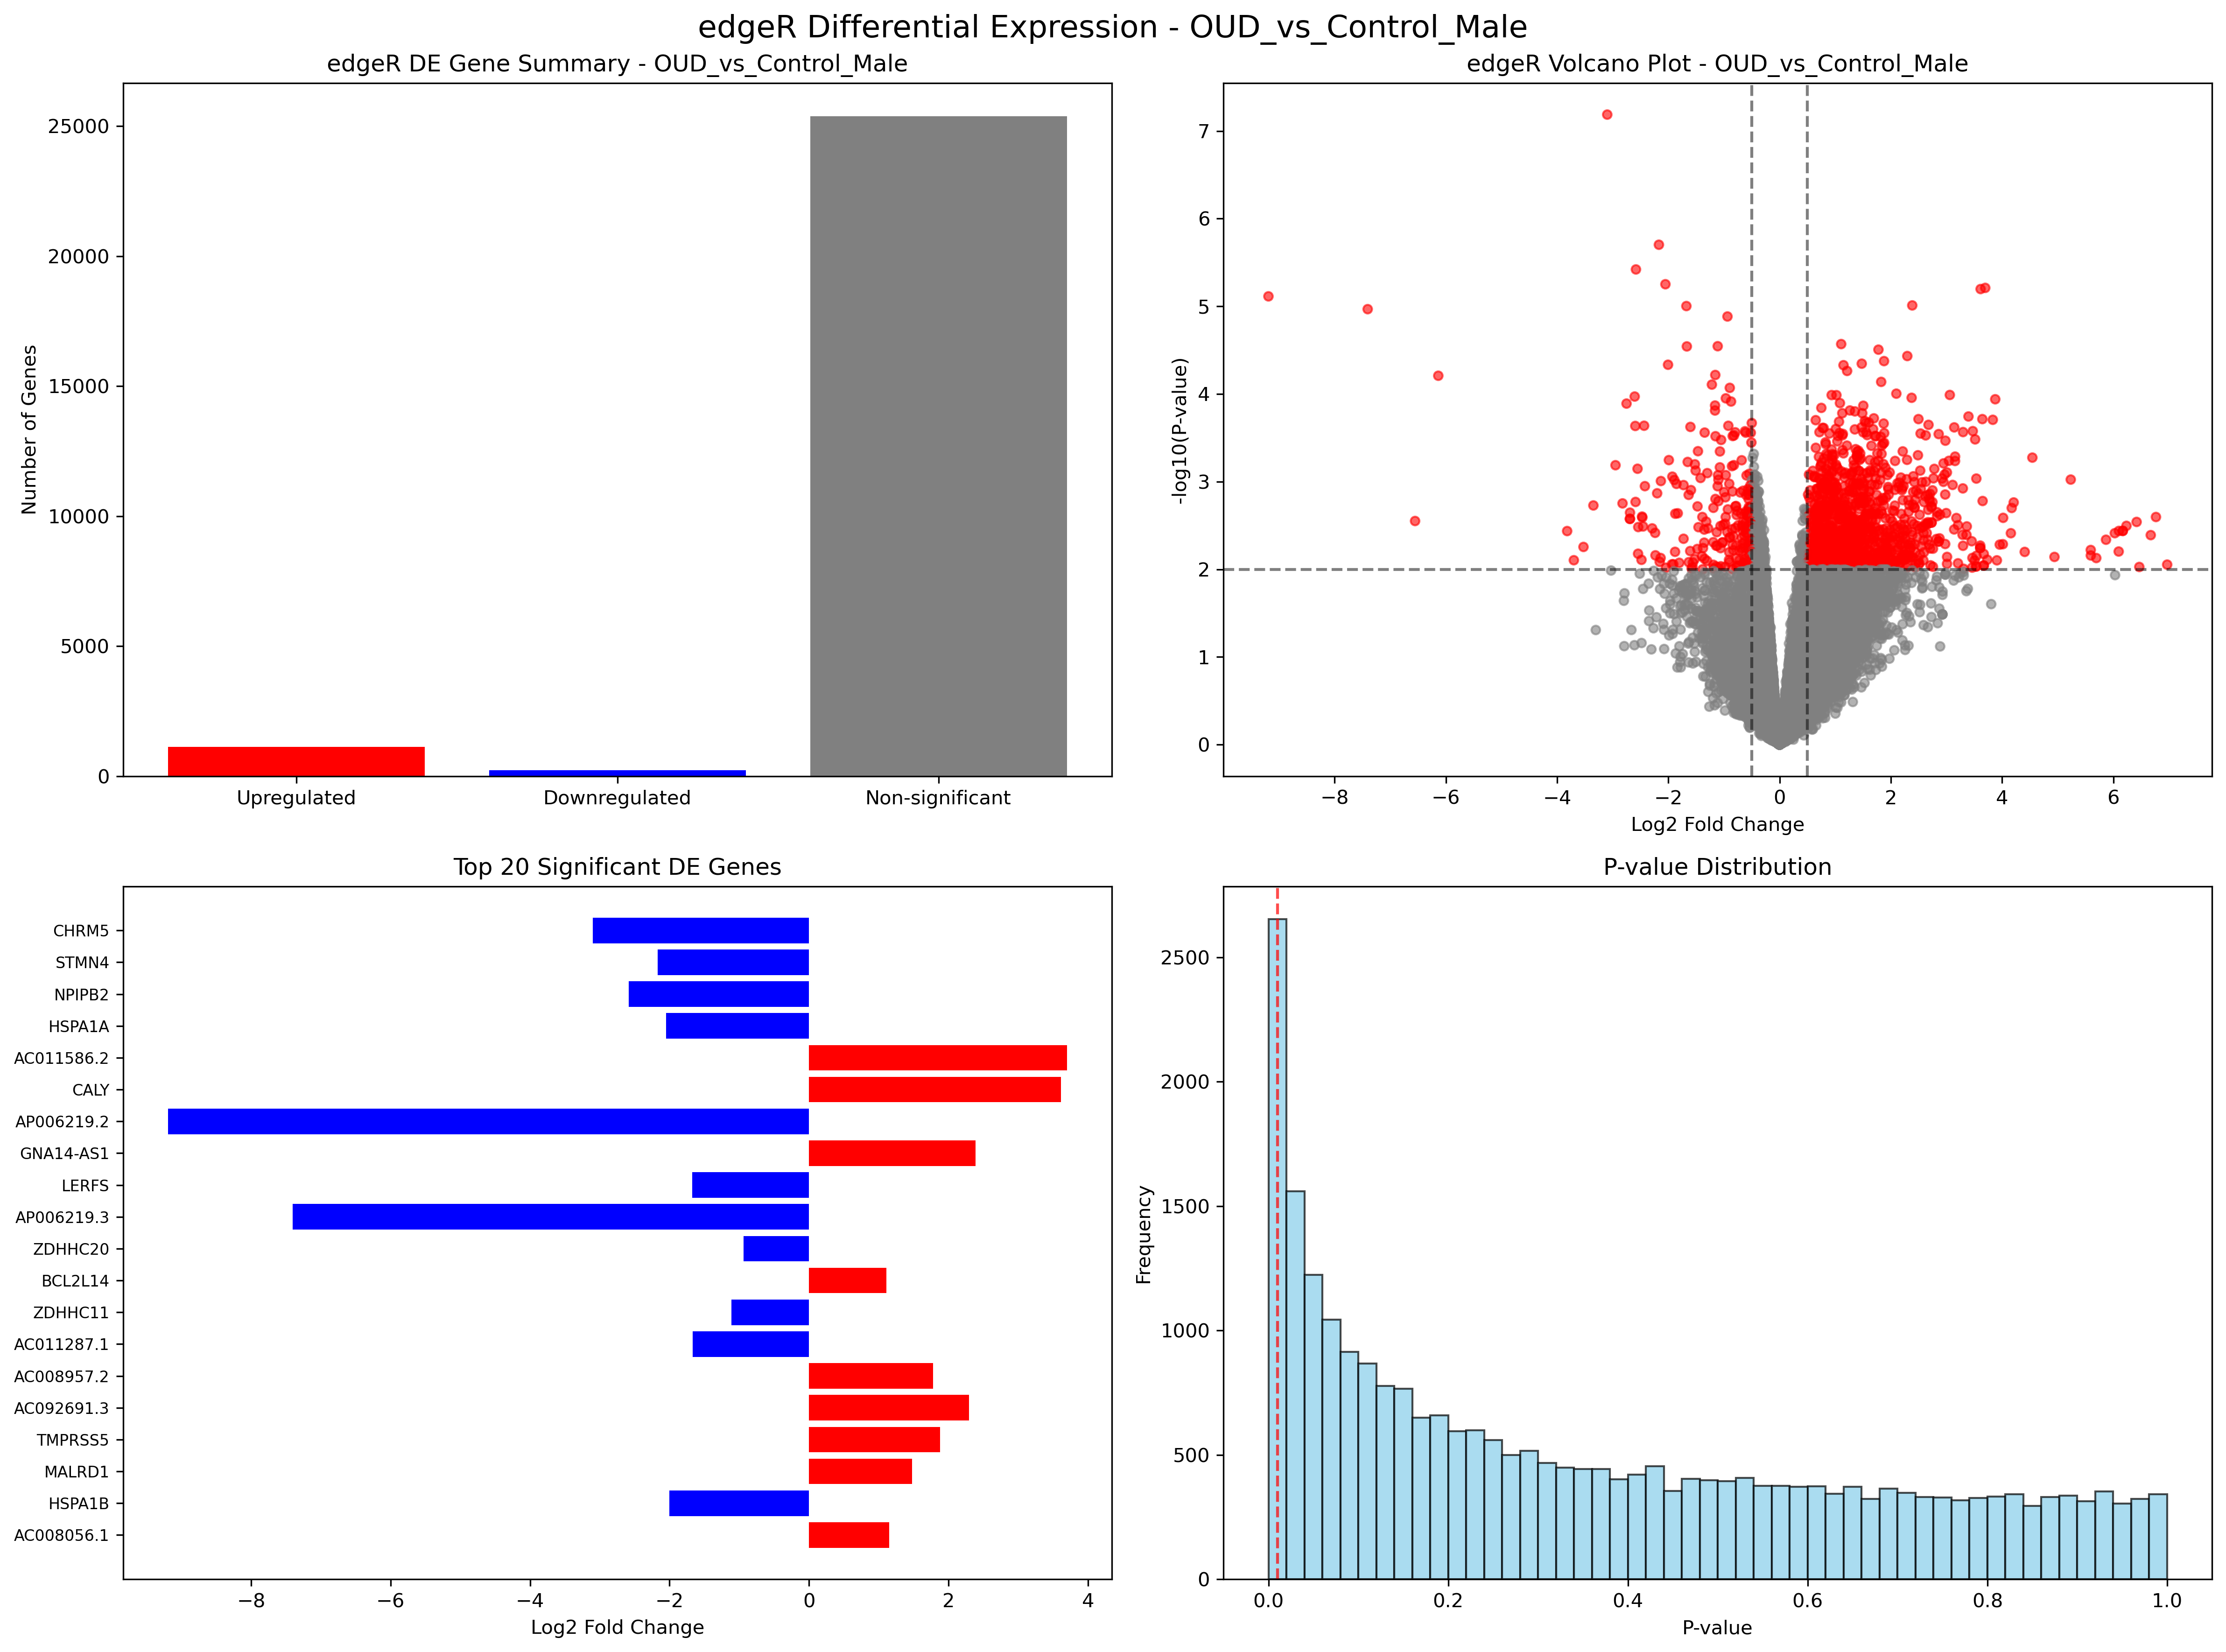 edgeR Differential Expression - OUD_vs_Control_Male
edgeR DE Gene Summary - OUD_vs_Control_Male
Number of Genes
25000
20000
15000
10000
5000
0
Upregulated
Downregulated
Non-significant
edgeR Volcano Plot - OUD_vs_Control_Male
-log10(P-value)
7
6
5
4
3
2
1
0
−8
−6
−4
−2
0
2
4
6
Log2 Fold Change
Top 20 Significant DE Genes
CHRM5
STMN4
NPIPB2
HSPA1A
AC011586.2
CALY
AP006219.2
GNA14-AS1
LERFS
AP006219.3
ZDHHC20
BCL2L14
ZDHHC11
AC011287.1
AC008957.2
AC092691.3
TMPRSS5
MALRD1
HSPA1B
AC008056.1
−8
−6
−4
−2
0
2
4
Log2 Fold Change
P-value Distribution
Frequency
2500
2000
1500
1000
500
0
0.0
0.2
0.4
0.6
0.8
1.0
P-value